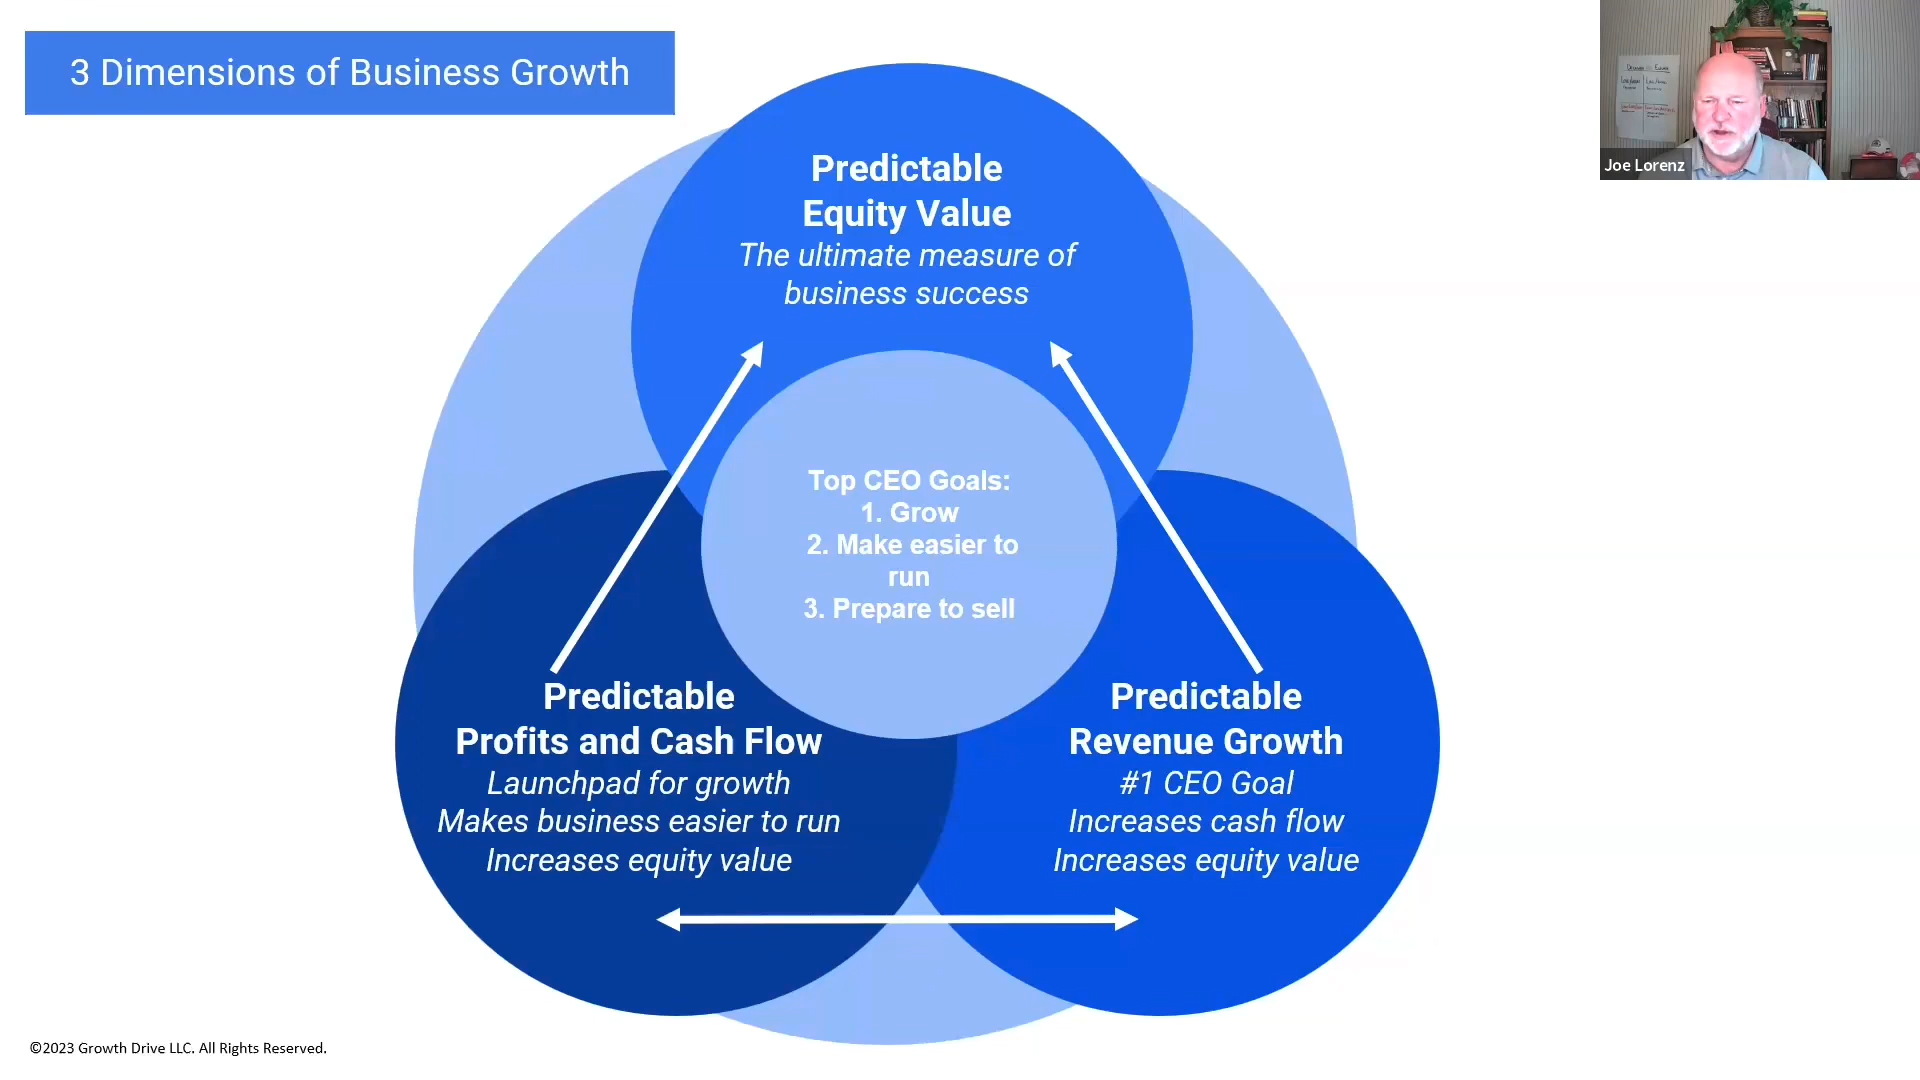 3 Dimensions of Business Growth
Predictable
Equity Value
The ultimate measure of
business success
Top CEO Goals:
1. Grow
2. Make easier to
run
3. Prepare to sell
Predictable
Profits and Cash Flow
Launchpad for growth
Makes business easier to run
Increases equity value
Predictable
Revenue Growth
#1 CEO Goal
Increases cash flow
Increases equity value
©2023 Growth Drive LLC. All Rights Reserved.
Joe Lorenz